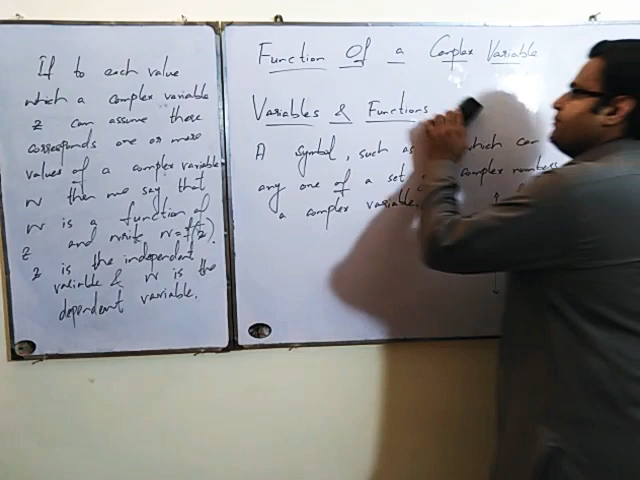 If to each value
which a complex variable
z can assume there
corresponds one or more
values of a complex variable
w then we say that
w is a function of
z and write w=f(z).
z is the independent
variable & w is the
dependent variable.
Function Of a Complex Variable
Variables & Functions
A symbol, such as which can
any one of a set complex numbers
a complex variable.